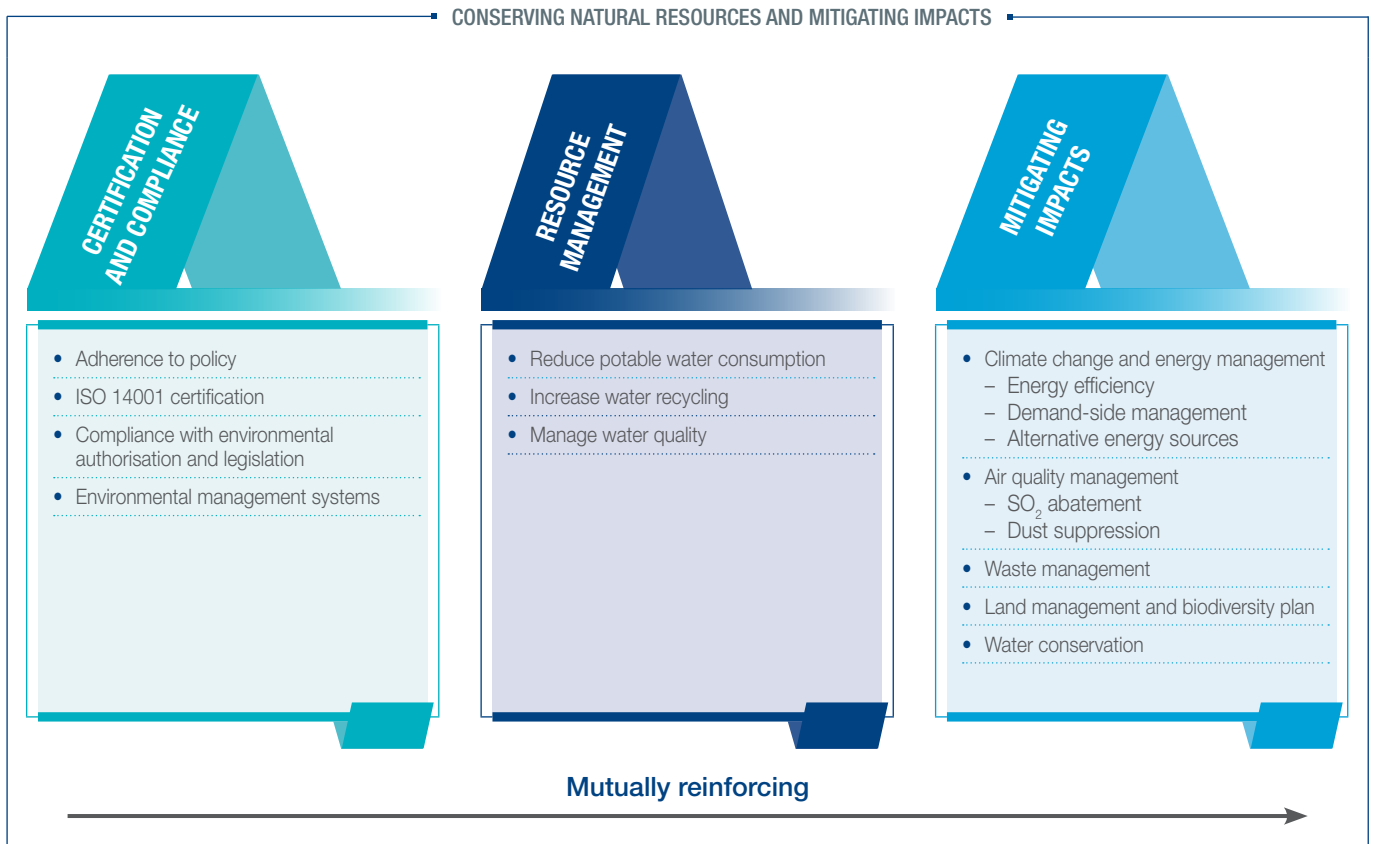 CONSERVING NATURAL RESOURCES AND MITIGATING IMPACTS
CERTIFICATION
AND COMPLIANCE
• Adherence to policy
• ISO 14001 certification
• Compliance with environmental
authorisation and legislation
• Environmental management systems
RESOURCE
MANAGEMENT
• Reduce potable water consumption
• Increase water recycling
• Manage water quality
MITIGATING
IMPACTS
• Climate change and energy management
– Energy efficiency
– Demand-side management
– Alternative energy sources
• Air quality management
– SO₂ abatement
– Dust suppression
• Waste management
• Land management and biodiversity plan
• Water conservation
Mutually reinforcing